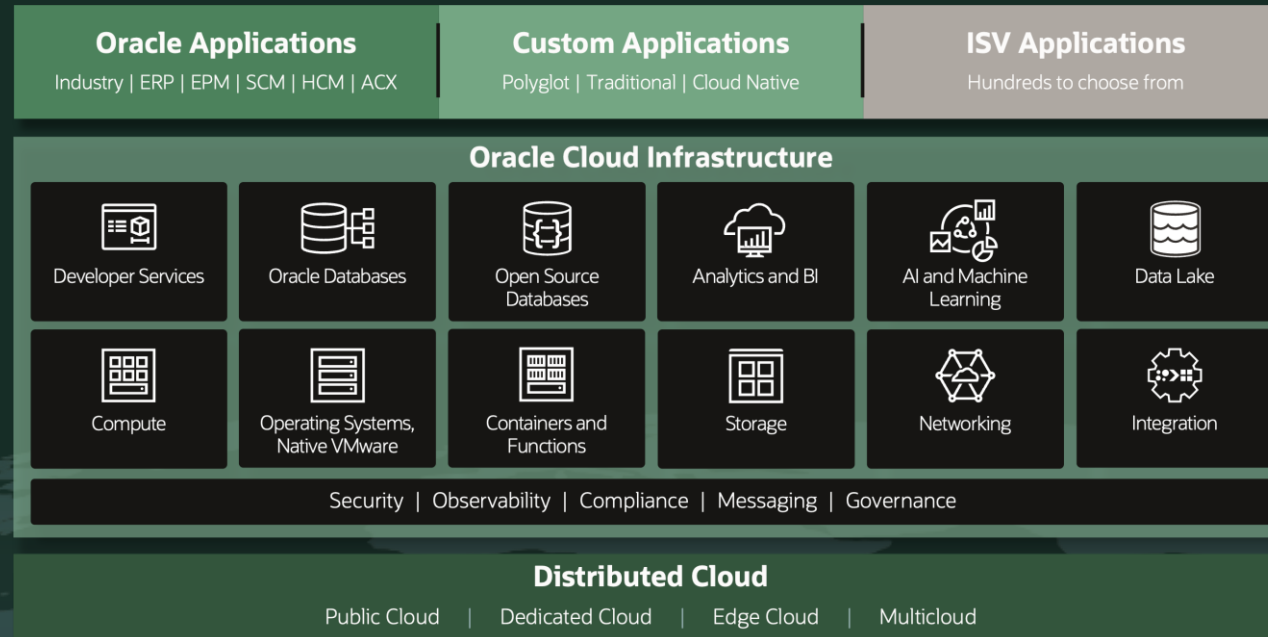 Oracle Applications
Industry | ERP | EPM | SCM | HCM | ACX
Custom Applications
Polyglot | Traditional | Cloud Native
ISV Applications
Hundreds to choose from
Oracle Cloud Infrastructure
Developer Services
Oracle Databases
Open Source
Databases
Analytics and BI
AI and Machine
Learning
Data Lake
Compute
Operating Systems,
Native VMware
Containers and
Functions
Storage
Networking
Integration
Security | Observability | Compliance | Messaging | Governance
Distributed Cloud
Public Cloud | Dedicated Cloud | Edge Cloud | Multicloud